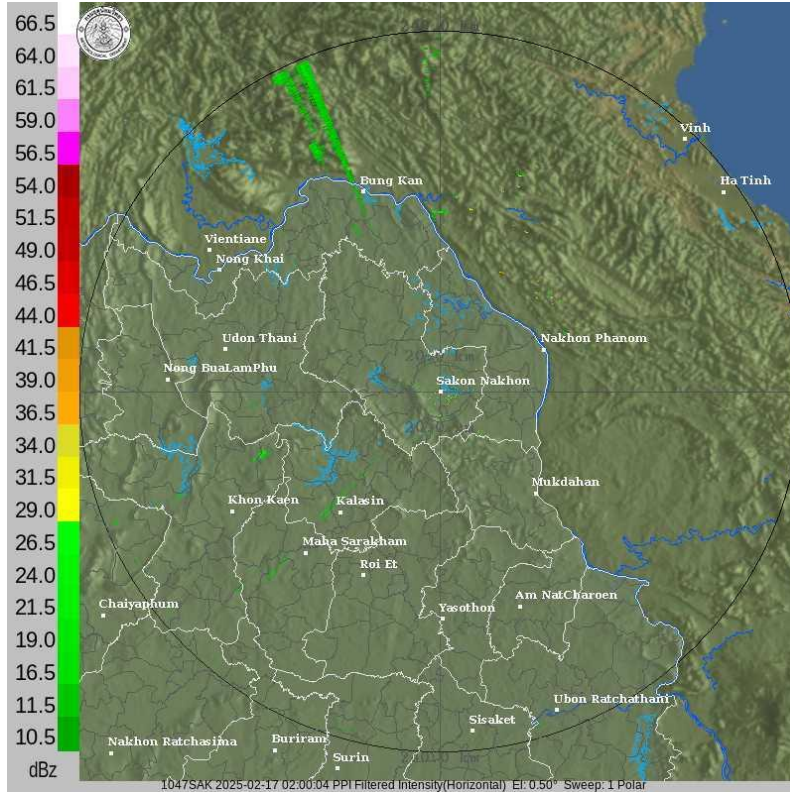 66.5
64.0
61.5
59.0
56.5
54.0
51.5
49.0
46.5
44.0
41.5
39.0
36.5
34.0
31.5
29.0
26.5
24.0
21.5
19.0
16.5
11.5
10.5
dBz
Vinh
Bung Kan
Ha Tinh
Vientiane
Nong Khai
Udon Thani
Nakhon Phanom
Nong BuaLamPhu
Sakon Nakhon
Mukdahan
Khon Kaen
Kalasin
Maha Sarakham
Roi Et
Am NatCharoen
Chaiyaphum
Yasothon
Ubon Ratchathani
Sisaket
Nakhon Ratchasima
Buriram
Surin
1047SAK 2025-02-17 02:00:04 PPI Filtered Intensity(Horizontal) El: 0.50° Sweep: 1 Polar